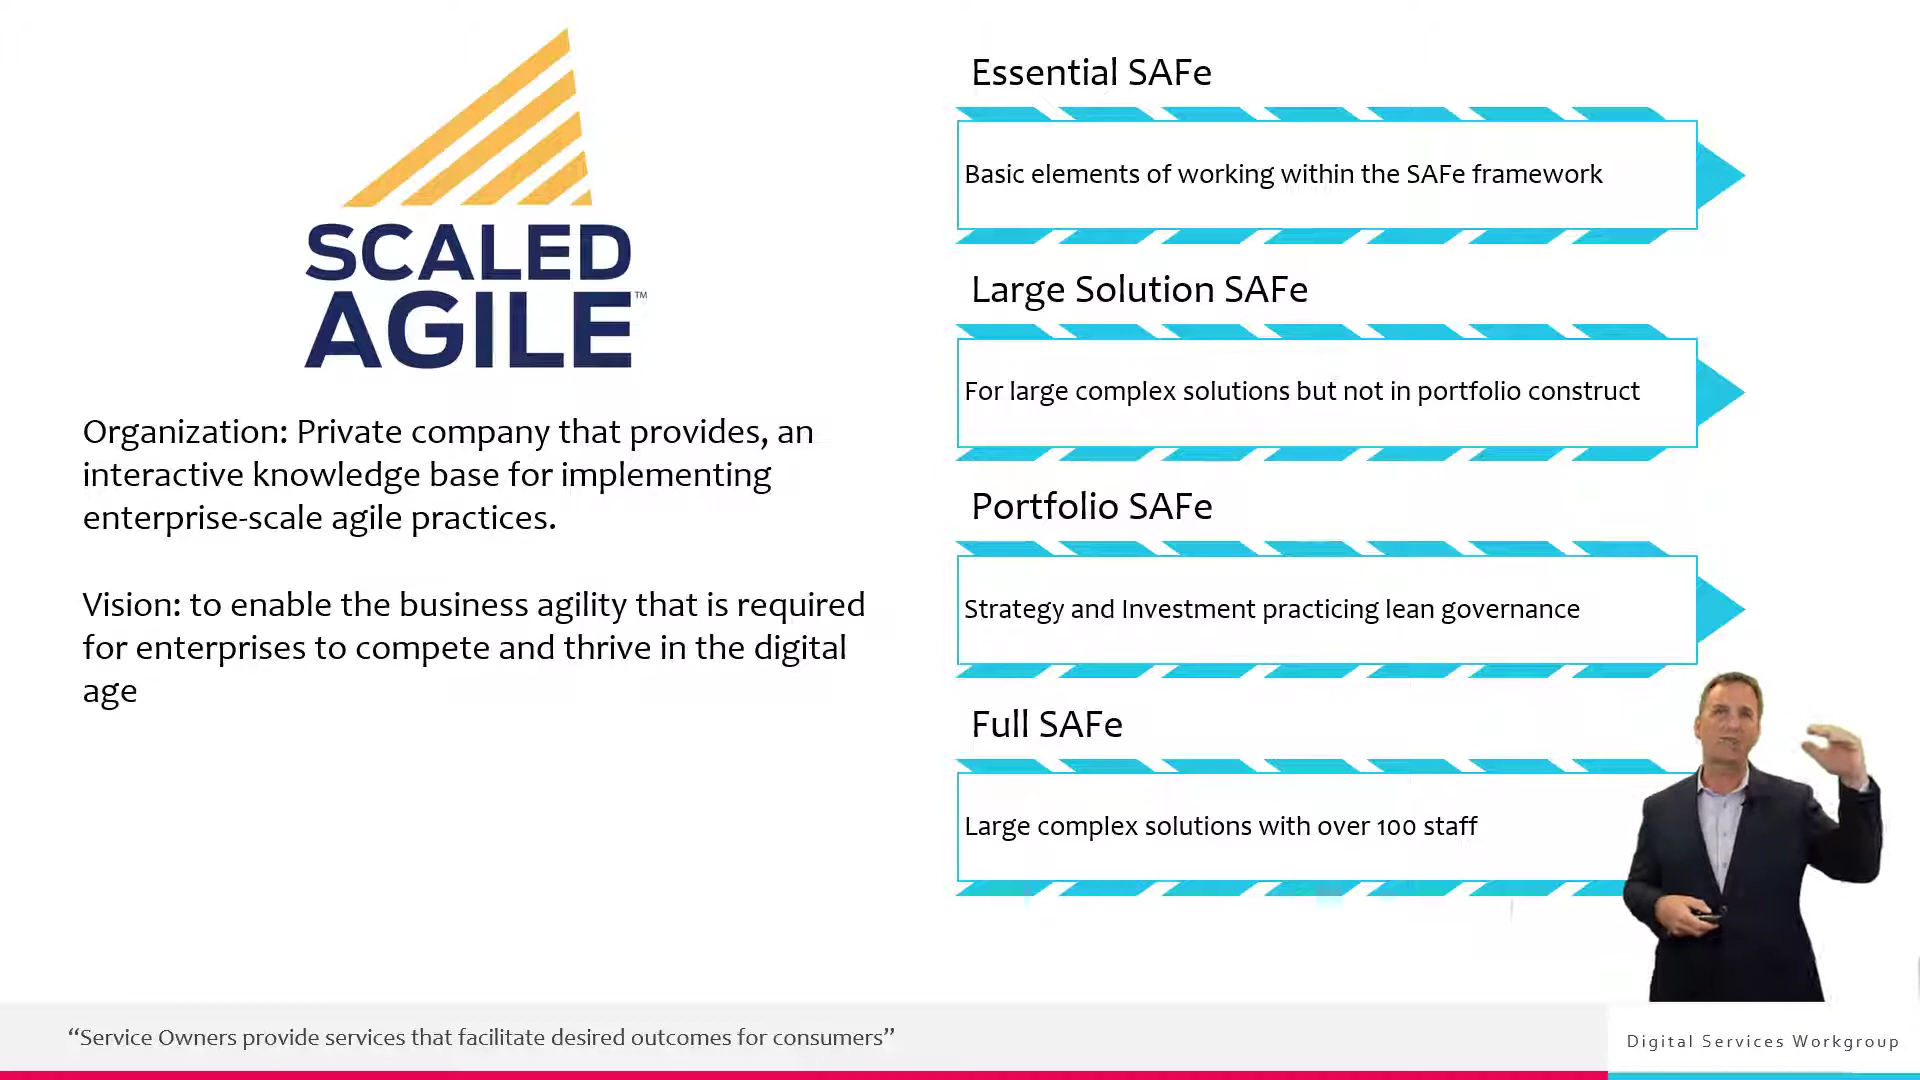 SCALED
AGILE™
Organization: Private company that provides, an
interactive knowledge base for implementing
enterprise-scale agile practices.
Vision: to enable the business agility that is required
for enterprises to compete and thrive in the digital
age
Essential SAFe
Basic elements of working within the SAFe framework
Large Solution SAFe
For large complex solutions but not in portfolio construct
Portfolio SAFe
Strategy and Investment practicing lean governance
Full SAFe
Large complex solutions with over 100 staff
“Service Owners provide services that facilitate desired outcomes for consumers”
Digital Services Workgroup